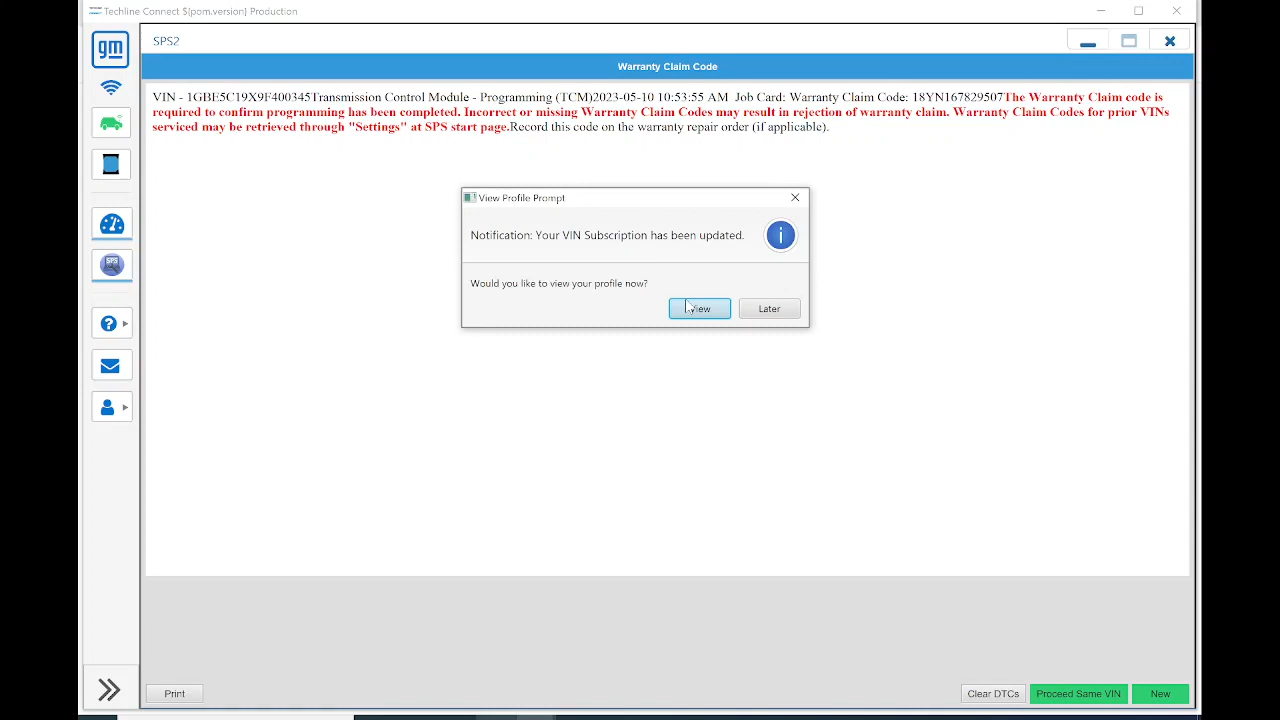 Techline Connect ${pom.version} Production
gm
SPS2
Warranty Claim Code
VIN - 1GBE5C19X9F400345Transmission Control Module - Programming (TCM)2023-05-10 10:53:55 AM  Job Card: Warranty Claim Code: 18YN167829507The Warranty Claim code is
required to confirm programming has been completed. Incorrect or missing Warranty Claim Codes may result in rejection of warranty claim. Warranty Claim Codes for prior VINs
serviced may be retrieved through "Settings" at SPS start page.Record this code on the warranty repair order (if applicable).
View Profile Prompt
Notification: Your VIN Subscription has been updated.
Would you like to view your profile now?
View
Later
SPS
Print
Clear DTCs
Proceed Same VIN
New